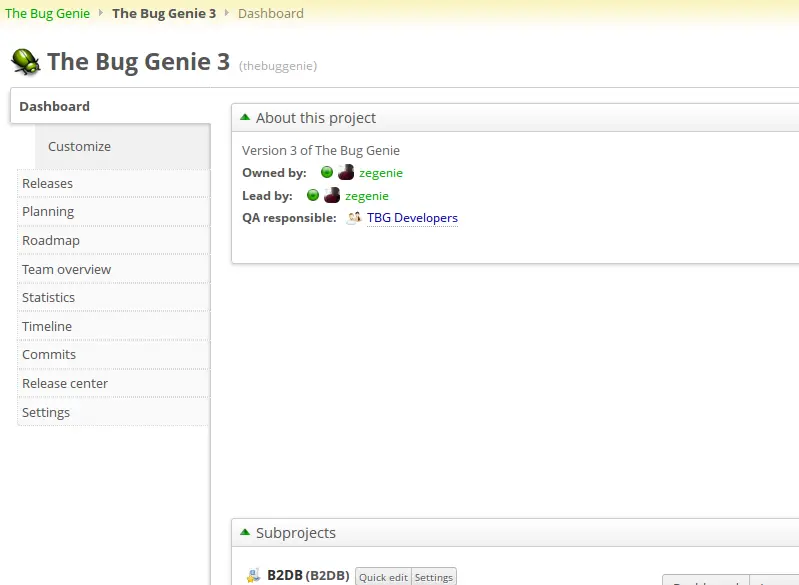 The Bug Genie The Bug Genie 3 Dashboard
The Bug Genie 3 (thebuggenie)
Dashboard
Customize
Releases
Planning
Roadmap
Team overview
Statistics
Timeline
Commits
Release center
Settings
About this project
Version 3 of The Bug Genie
Owned by: zegenie
Lead by: zegenie
QA responsible: TBG Developers
Subprojects
B2DB (B2DB) Quick edit Settings